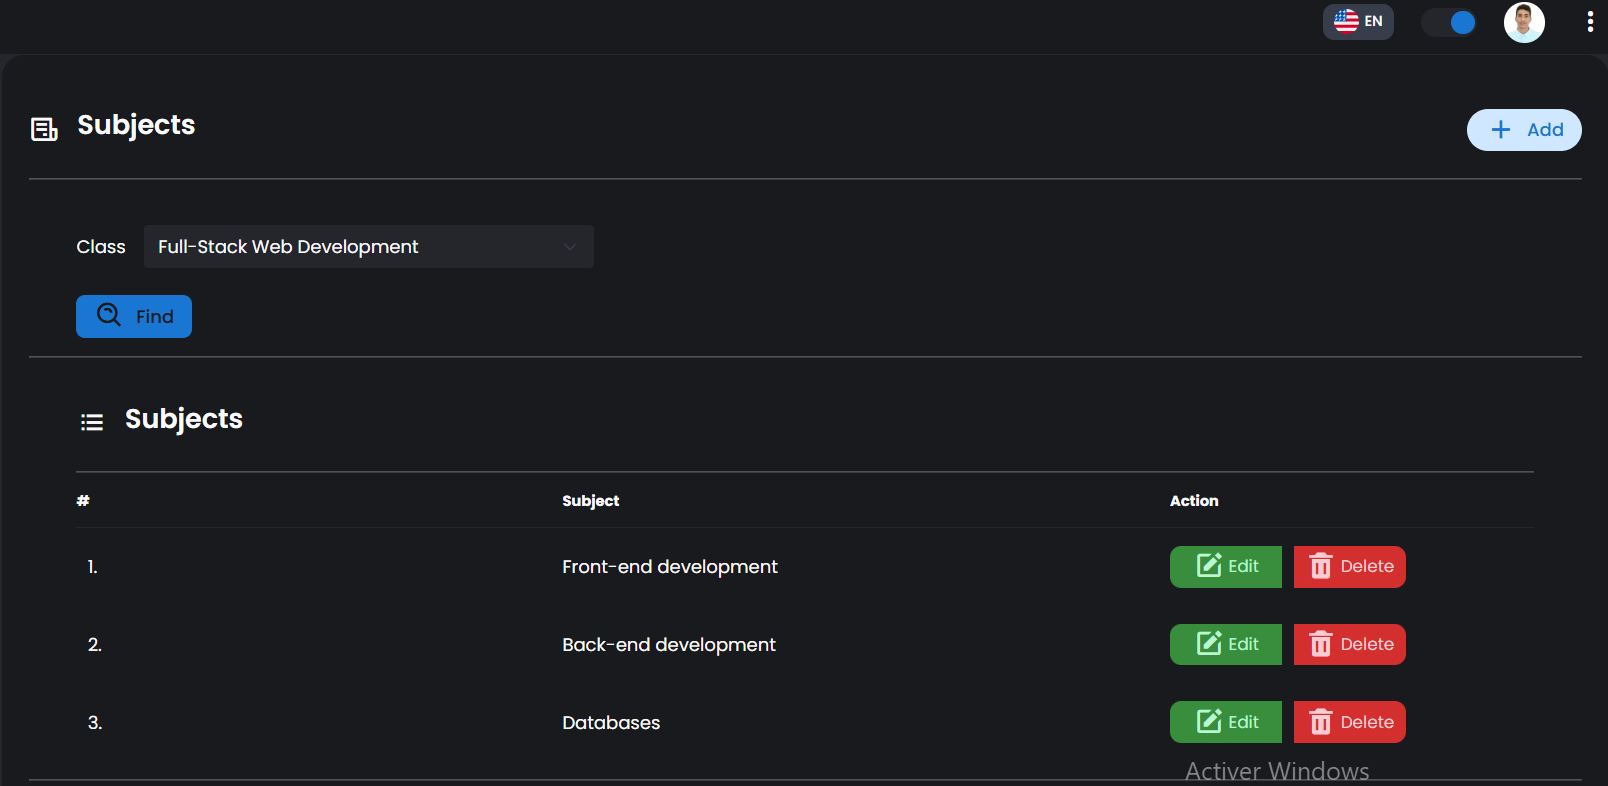 EN
Subjects
+ Add
Class Full-Stack Web Development
Find
Subjects
# Subject Action
1. Front-end development Edit Delete
2. Back-end development Edit Delete
3. Databases Edit Delete
Activer Windows